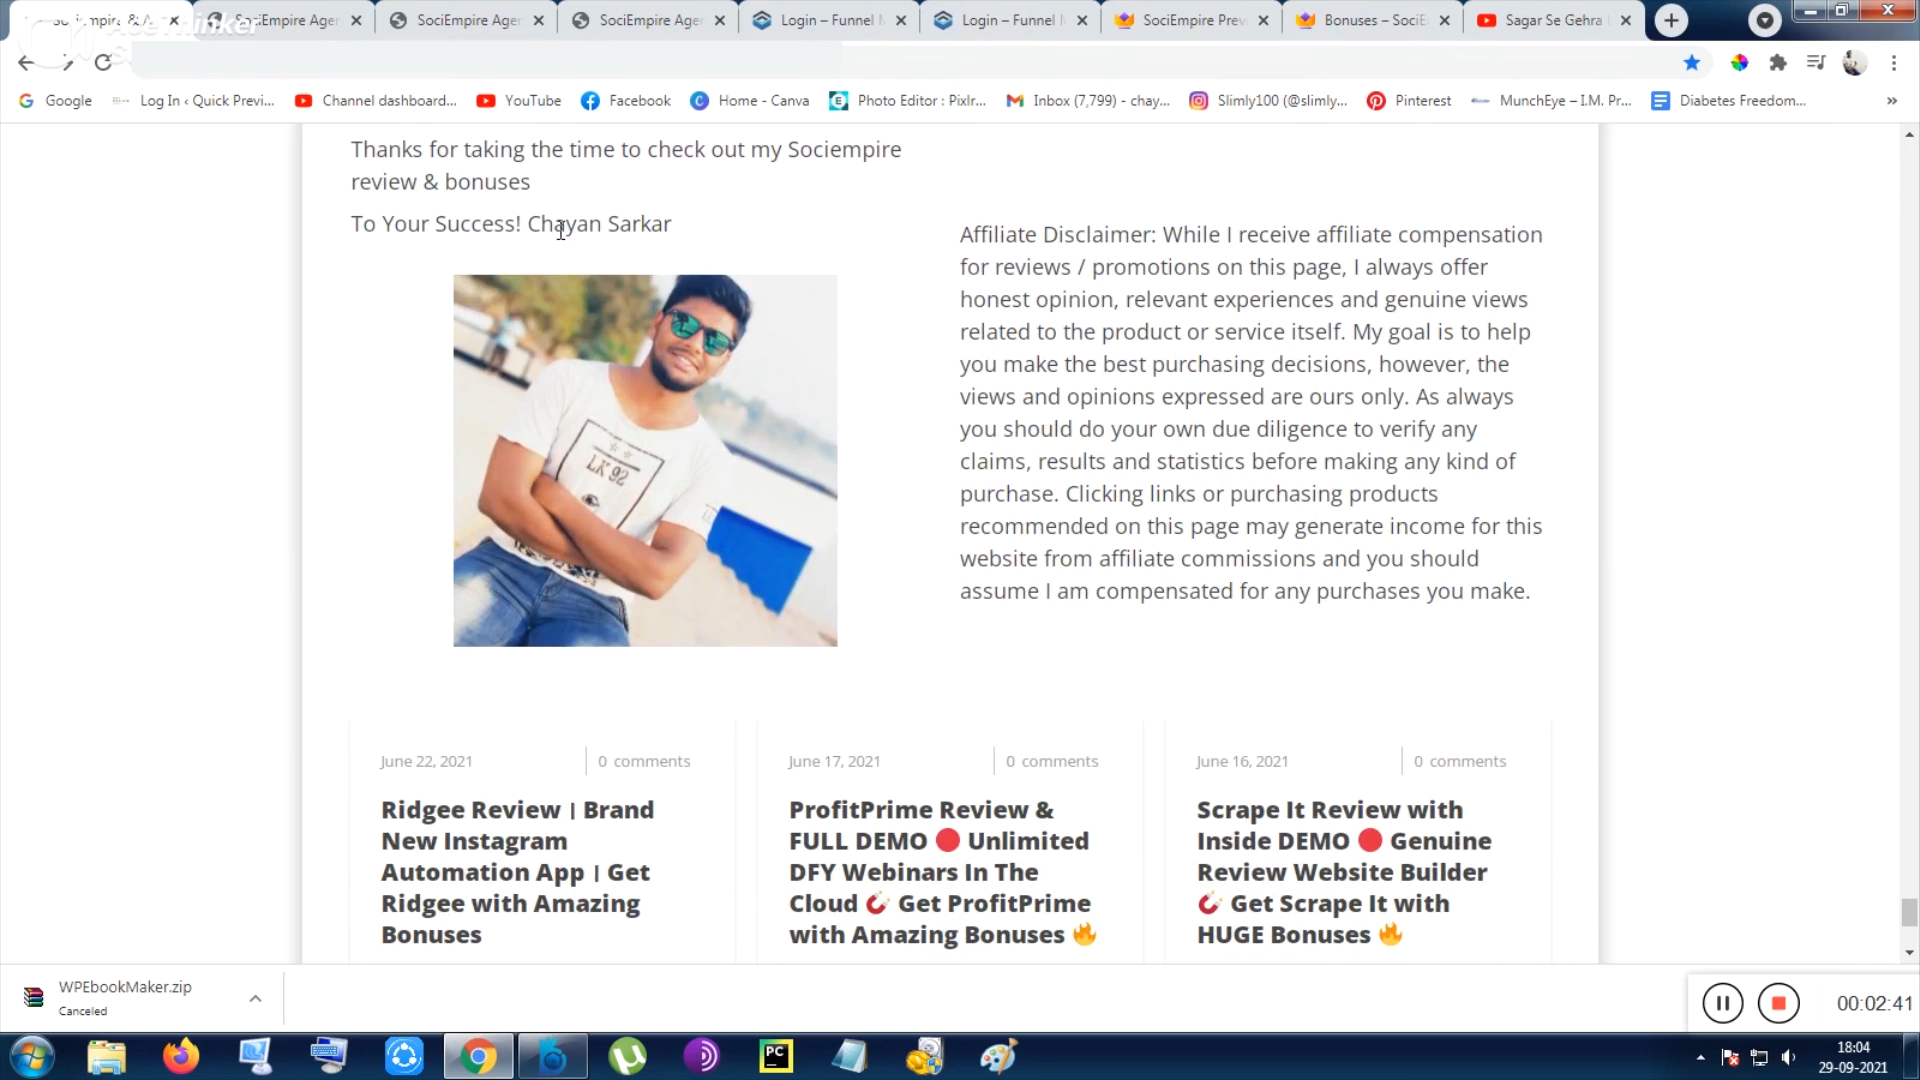 SociEmpire Agen
SociEmpire Agen
SociEmpire Agen
Login – Funnel
Login – Funnel
SociEmpire Prev
Bonuses – SociE
Sagar Se Gehra
Google
Log In ‹ Quick Previ...
Channel dashboard...
YouTube
Facebook
Home - Canva
Photo Editor : Pixlr...
Inbox (7,799) - chay...
Slimly100 (@slimly...
Pinterest
MunchEye – I.M. Pr...
Diabetes Freedom...
»
Thanks for taking the time to check out my Sociempire
review & bonuses
To Your Success! Chayan Sarkar
LK 92
Affiliate Disclaimer: While I receive affiliate compensation
for reviews / promotions on this page, I always offer
honest opinion, relevant experiences and genuine views
related to the product or service itself. My goal is to help
you make the best purchasing decisions, however, the
views and opinions expressed are ours only. As always
you should do your own due diligence to verify any
claims, results and statistics before making any kind of
purchase. Clicking links or purchasing products
recommended on this page may generate income for this
website from affiliate commissions and you should
assume I am compensated for any purchases you make.
June 22, 2021
0 comments
Ridgee Review | Brand
New Instagram
Automation App | Get
Ridgee with Amazing
Bonuses
June 17, 2021
0 comments
ProfitPrime Review &
FULL DEMO 🔴 Unlimited
DFY Webinars In The
Cloud 🧲 Get ProfitPrime
with Amazing Bonuses 🔥
June 16, 2021
0 comments
Scrape It Review with
Inside DEMO 🔴 Genuine
Review Website Builder
🧲 Get Scrape It with
HUGE Bonuses 🔥
WPEbookMaker.zip
Canceled
00:02:41
PC
18:04
29-09-2021